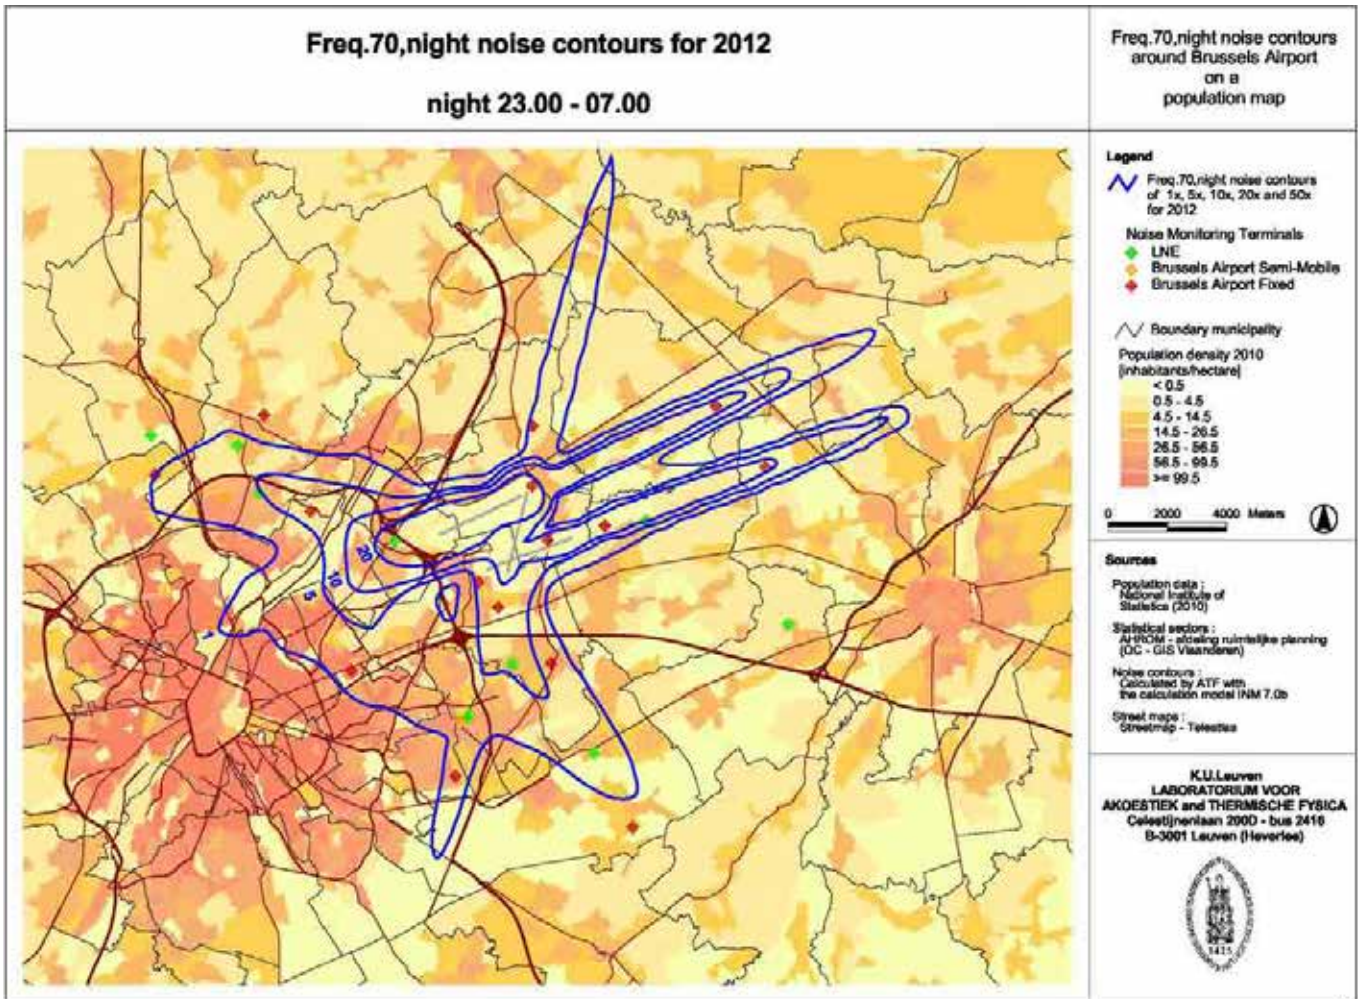 Freq.70,night noise contours for 2012
night 23.00 - 07.00
Freq.70,night noise contours
around Brussels Airport
on a
population map
Legend
Freq.70,night noise contours
of 1x, 5x, 10x, 20x and 50x
for 2012
Noise Monitoring Terminals
LNE
Brussels Airport Semi-Mobile
Brussels Airport Fixed
Boundary municipality
Population density 2010
[inhabitants/hectare]
< 0.5
0.5 - 4.5
4.5 - 14.5
14.5 - 26.5
26.5 - 56.5
56.5 - 99.5
>= 99.5
0 2000 4000 Meters
Sources
Population data :
National Institute of
Statistics (2010)
Statistical sectors :
AHROM - afdeling ruimtelijke planning
(OC - GIS Vlaanderen)
Noise contours :
Calculated by ATF with
the calculation model INM 7.0b
Street maps :
Streetmap - Teleatlas
K.U.Leuven
LABORATORIUM VOOR
AKOESTIEK and THERMISCHE FYSICA
Celestijnenlaan 200D - bus 2416
B-3001 Leuven (Heverlee)
1425
20
10
5
1